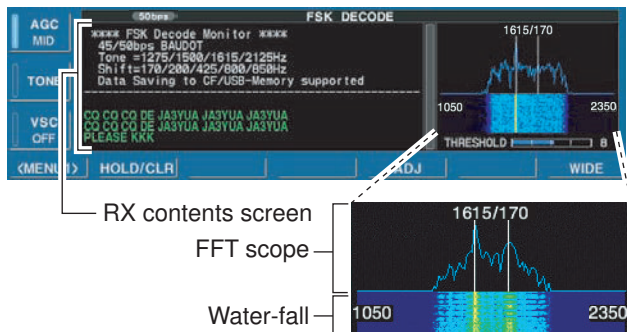 AGC
MID
50bps
FSK DECODE
**** FSK Decode Monitor ****
45/50bps BAUDOT
Tone =1275/1500/1615/2125Hz
Shift=170/200/425/800/850Hz
Data Saving to CF/USB-Memory supported
TONE
CQ CQ CQ DE JA3YUA JA3YUA JA3YUA
CQ CQ CQ DE JA3YUA JA3YUA JA3YUA
PLEASE KKK
VSC
OFF
1615/170
1050
2350
THRESHOLD
8
<MENU1>
HOLD/CLR
ADJ
WIDE
RX contents screen
FFT scope
Water-fall
1615/170
1050
2350